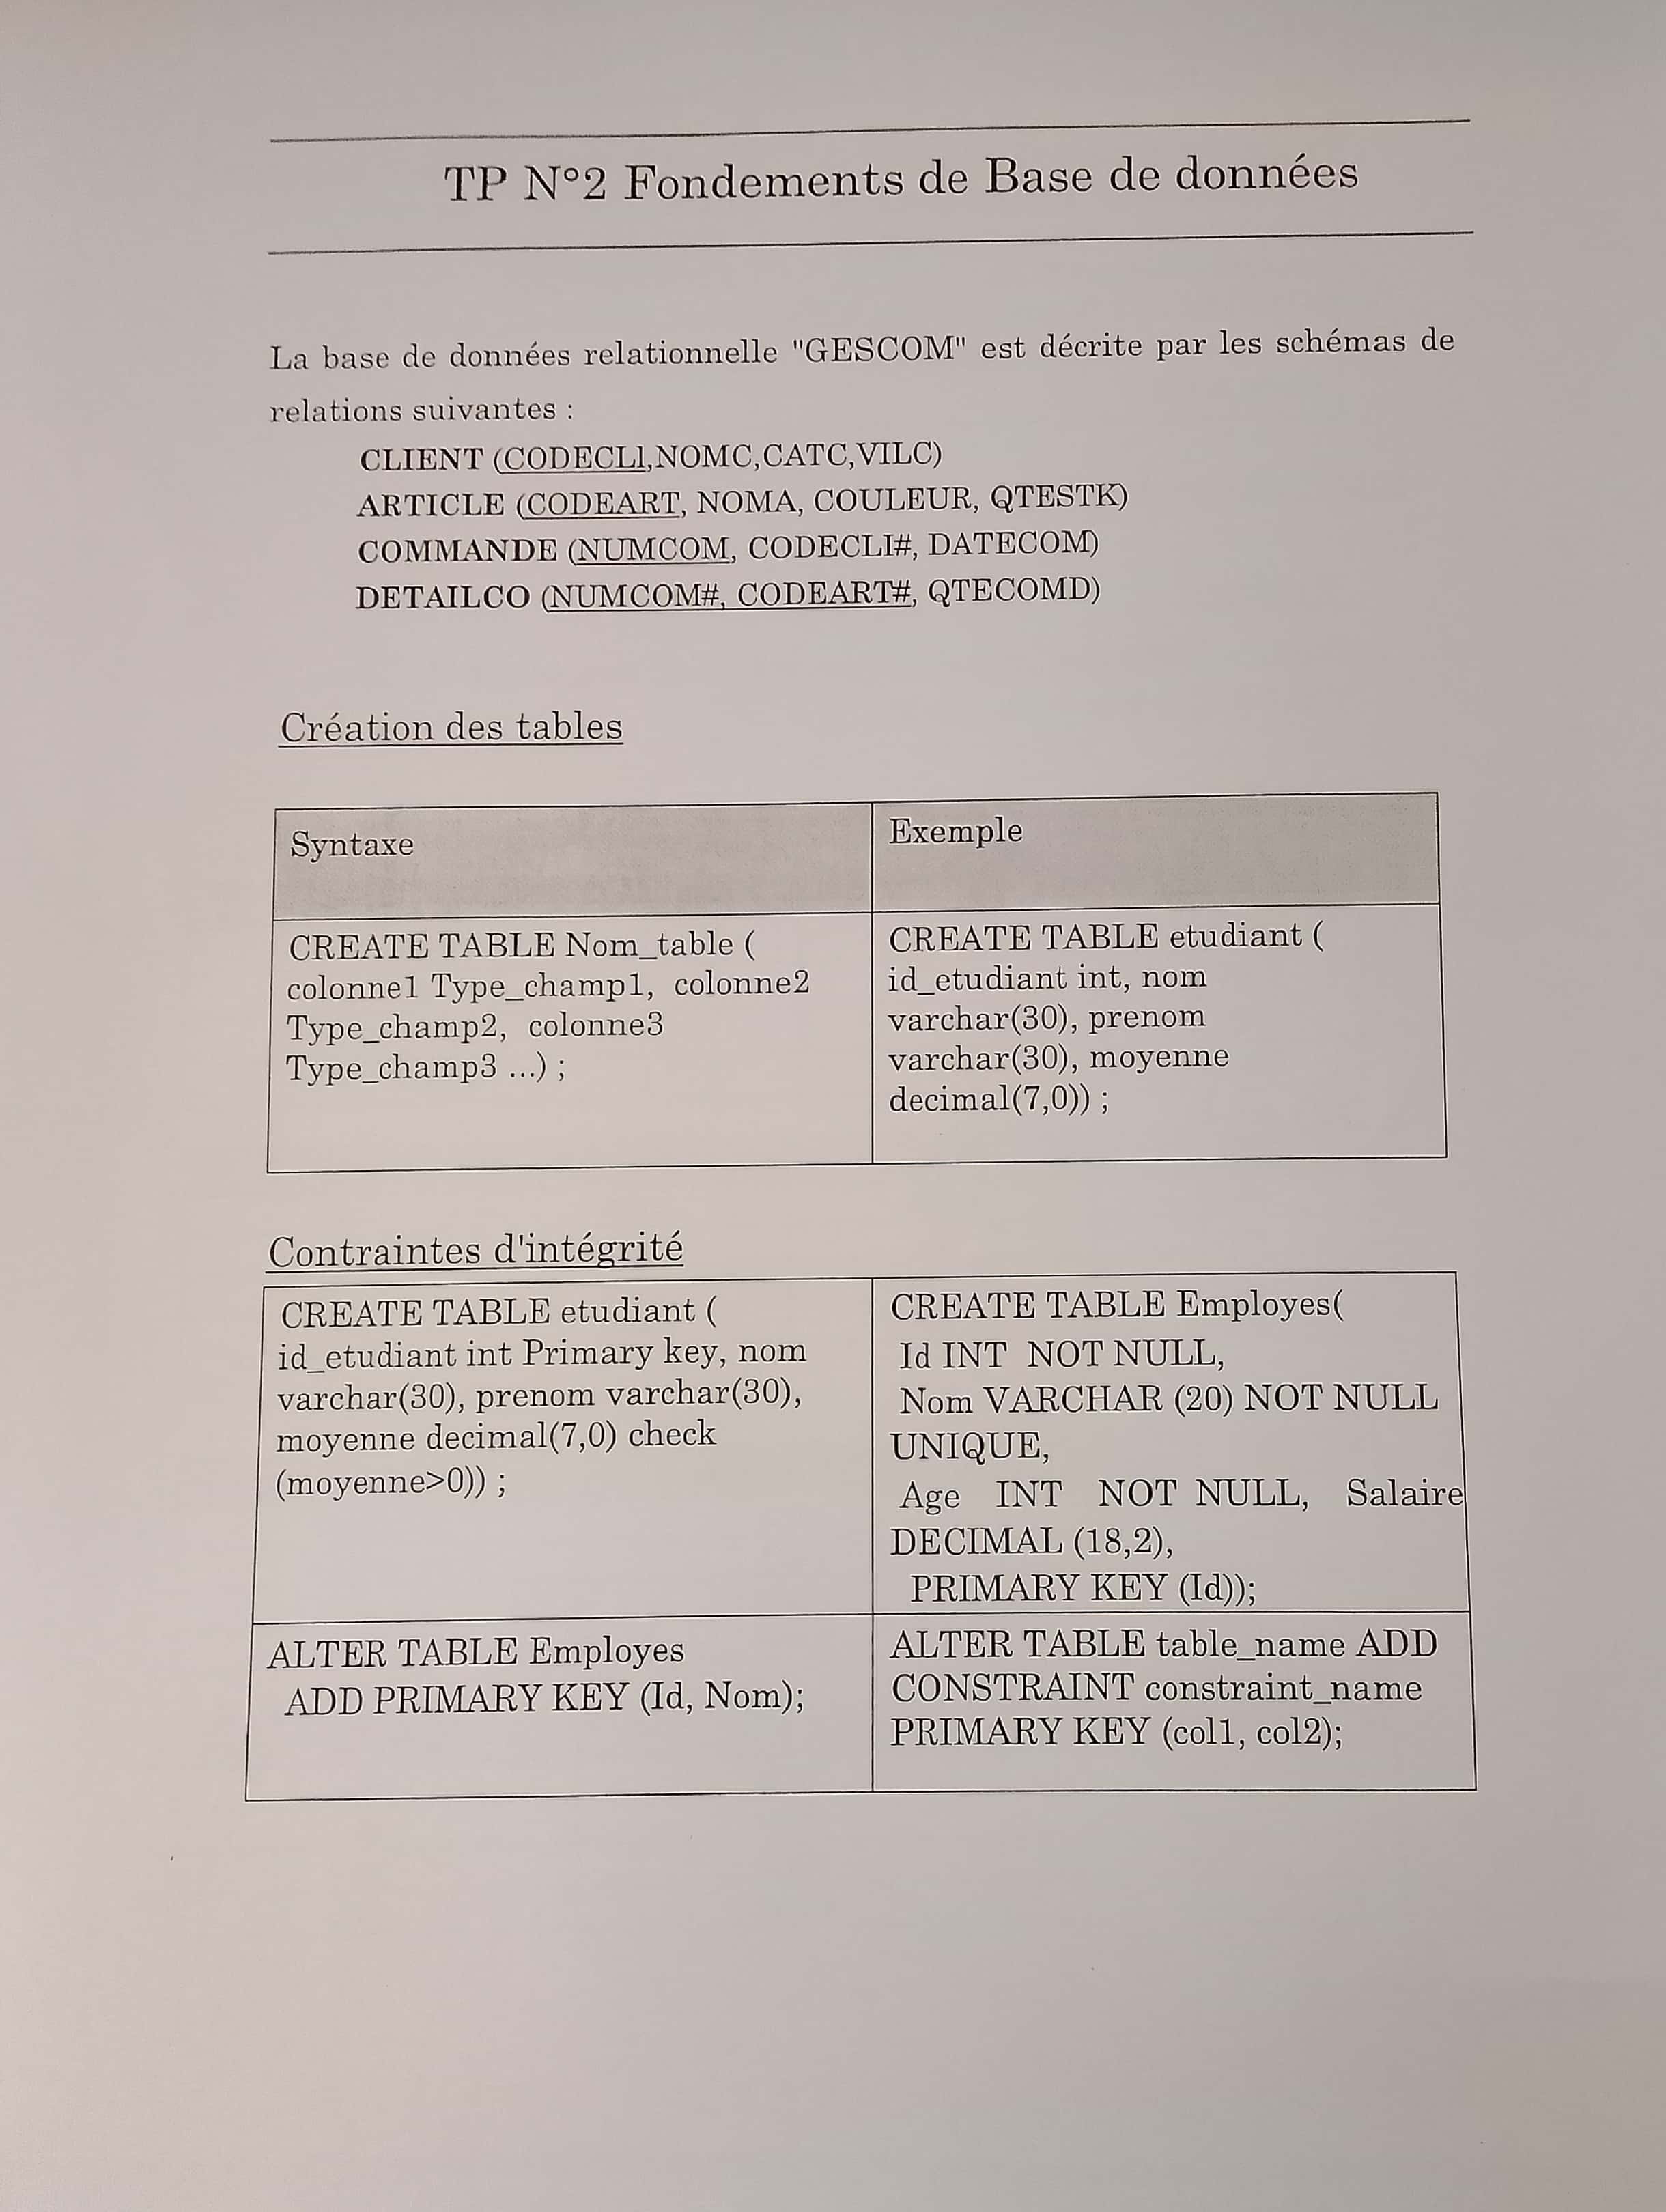 TP N°2 Fondements de Base de données
La base de données relationnelle "GESCOM" est décrite par les schémas de
relations suivantes :
CLIENT (CODECLl,NOMC,CATC,VILC)
ARTICLE (CODEART, NOMA, COULEUR, QTESTK)
COMMANDE (NUMCOM, CODECLI#, DATECOM)
DETAILCO (NUMCOM#, CODEART#, QTECOMD)
Création des tables
Syntaxe
Exemple
CREATE TABLE Nom_table (
colonne1 Type_champ1, colonne2
Type_champ2, colonne3
Type_champ3 ...) ;
CREATE TABLE etudiant (
id_etudiant int, nom
varchar(30), prenom
varchar(30), moyenne
decimal(7,0)) ;
Contraintes d'intégrité
CREATE TABLE etudiant (
id_etudiant int Primary key, nom
varchar(30), prenom varchar(30),
moyenne decimal(7,0) check
(moyenne>0)) ;
CREATE TABLE Employes(
Id INT NOT NULL,
Nom VARCHAR (20) NOT NULL
UNIQUE,
Age INT NOT NULL, Salaire
DECIMAL (18,2),
PRIMARY KEY (Id));
ALTER TABLE Employes
ADD PRIMARY KEY (Id, Nom);
ALTER TABLE table_name ADD
CONSTRAINT constraint_name
PRIMARY KEY (col1, col2);